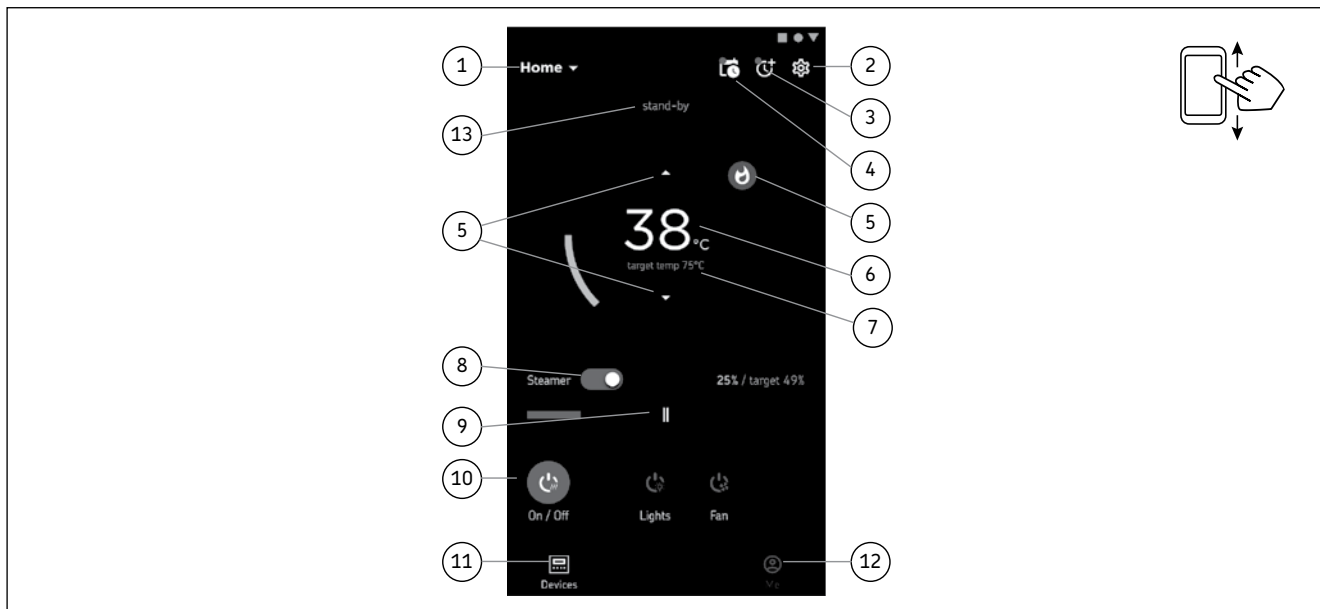 1
Home
2
stand-by
3
13
4
5
5
38°C
6
target temp 75°C
7
8
Steamer
25% / target 49%
9
10
On / Off
Lights
Fan
11
12
Devices
Me